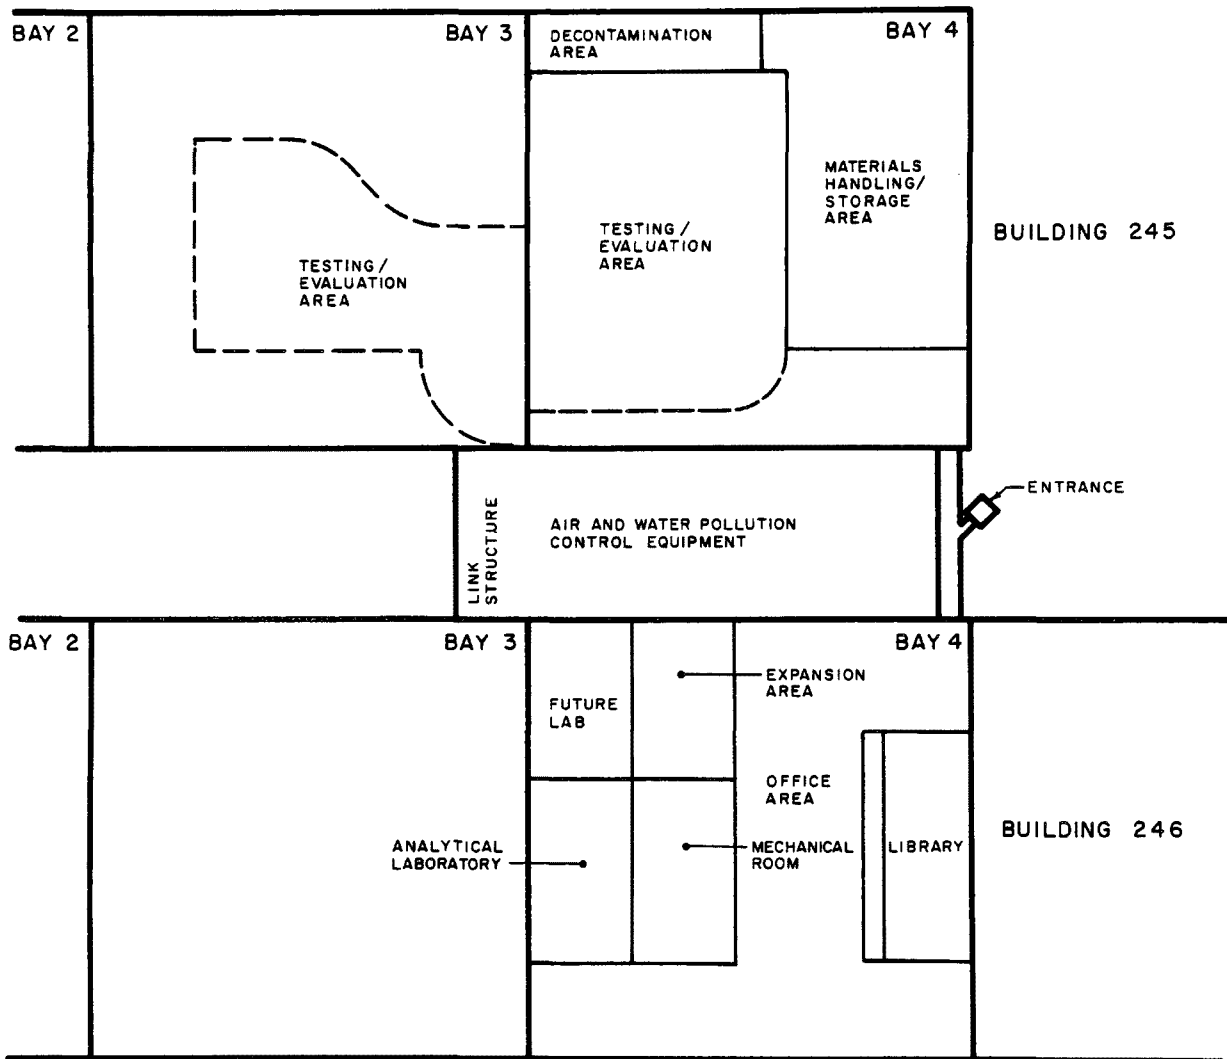 BAY 2
BAY 3
DECONTAMINATION
AREA
BAY 4
MATERIALS
HANDLING/
STORAGE
AREA
TESTING/
EVALUATION
AREA
BUILDING 245
TESTING/
EVALUATION
AREA
ENTRANCE
LINK
STRUCTURE
AIR AND WATER POLLUTION
CONTROL EQUIPMENT
BAY 2
BAY 3
BAY 4
EXPANSION
AREA
FUTURE
LAB
OFFICE
AREA
BUILDING 246
ANALYTICAL
LABORATORY
MECHANICAL
ROOM
LIBRARY